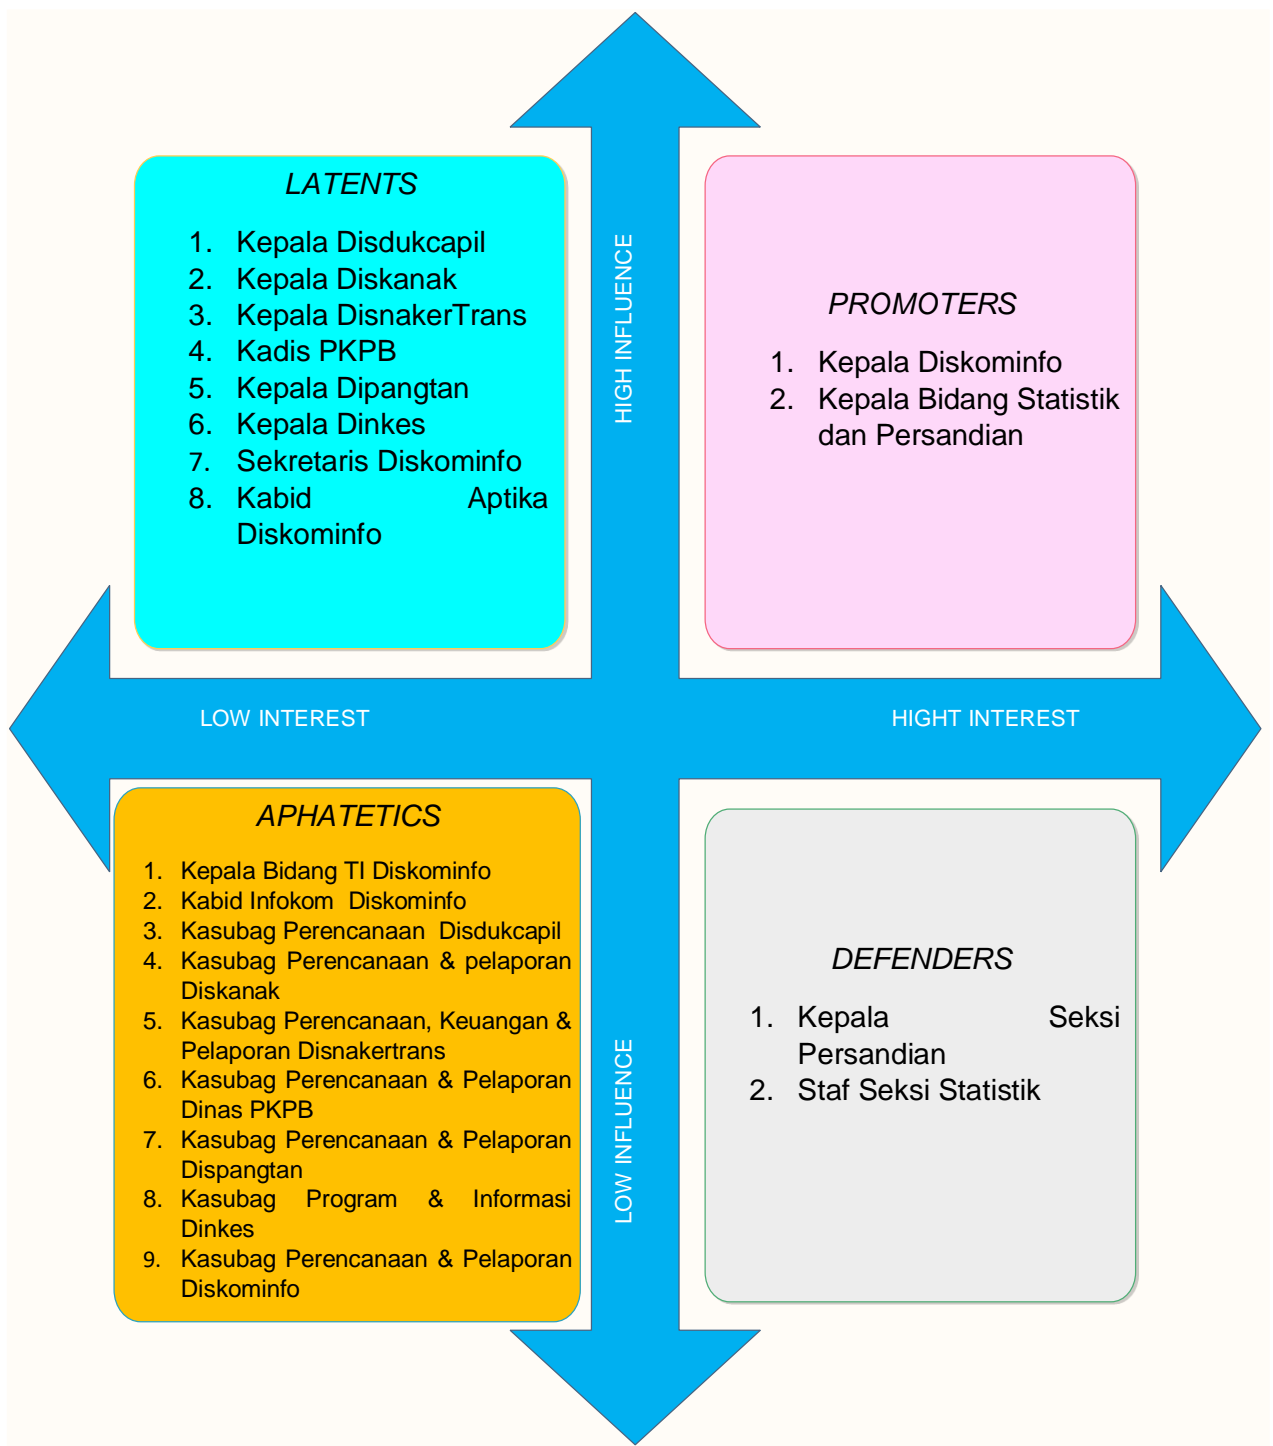 LATENTS
1. Kepala Disdukcapil
2. Kepala Diskanak
3. Kepala DisnakerTrans
4. Kadis PKPB
5. Kepala Dipangtan
6. Kepala Dinkes
7. Sekretaris Diskominfo
8. Kabid Aptika
Diskominfo
HIGH INFLUENCE
PROMOTERS
1. Kepala Diskominfo
2. Kepala Bidang Statistik
dan Persandian
LOW INTEREST
HIGHT INTEREST
APHATETICS
1. Kepala Bidang TI Diskominfo
2. Kabid Infokom Diskominfo
3. Kasubag Perencanaan Disdukcapil
4. Kasubag Perencanaan & pelaporan
Diskanak
5. Kasubag Perencanaan, Keuangan &
Pelaporan Disnakertrans
6. Kasubag Perencanaan & Pelaporan
Dinas PKPB
7. Kasubag Perencanaan & Pelaporan
Dispangtan
8. Kasubag Program & Informasi
Dinkes
9. Kasubag Perencanaan & Pelaporan
Diskominfo
LOW INFLUENCE
DEFENDERS
1. Kepala Seksi
Persandian
2. Staf Seksi Statistik